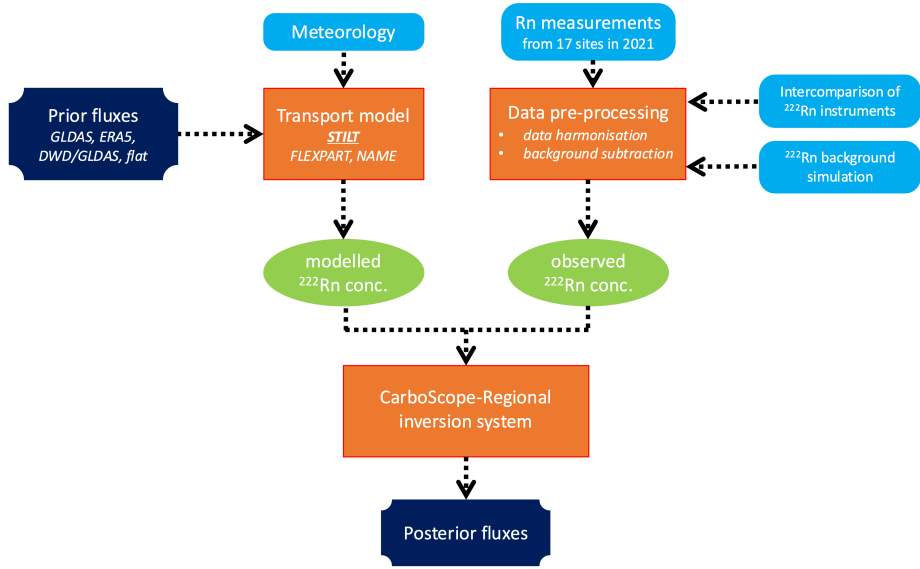 Meteorology
Rn measurements
from 17 sites in 2021
Prior fluxes
GLDAS, ERA5,
DWD/GLDAS, flat
Transport model
STILT
FLEXPART, NAME
Data pre-processing
• data harmonisation
• background subtraction
Intercomparison of
²²²Rn instruments
²²²Rn background
simulation
modelled
²²²Rn conc.
observed
²²²Rn conc.
CarboScope-Regional
inversion system
Posterior fluxes